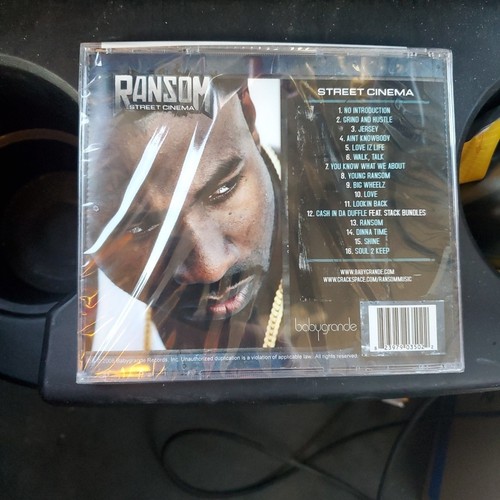 RANSOM
STREET CINEMA
STREET CINEMA
1. NO INTRODUCTION
2. GRIND AND HUSTLE
3. JERSEY
4. AINT KNOWBODY
5. LOVE IZ LIFE
6. WALK, TALK
7. YOU KNOW WHAT WE ABOUT
8. YOUNG RANSOM
9. BIG WHEELZ
10. LOVE
11. LOOKIN BACK
12. CASH IN DA DUFFLE FEAT. STACK BUNDLES
13. RANSOM
14. DINNA TIME
15. SHINE
16. SOUL 2 KEEP
WWW.BABYGRANDE.COM
WWW.CRACKSPACE.COM/RANSOMMUSIC
babygrande
Babygrande Records, Inc. Unauthorized duplication is a violation of applicable law. All rights reserved.